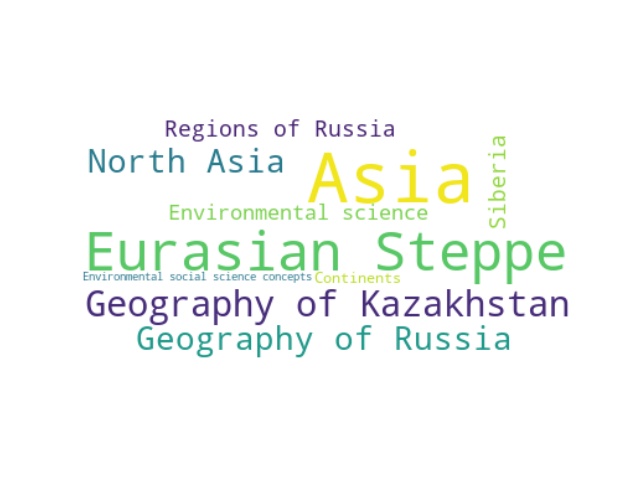 Regions of Russia
North Asia
Asia
Siberia
Environmental science
Eurasian Steppe
Environmental social science concepts
Continents
Geography of Kazakhstan
Geography of Russia